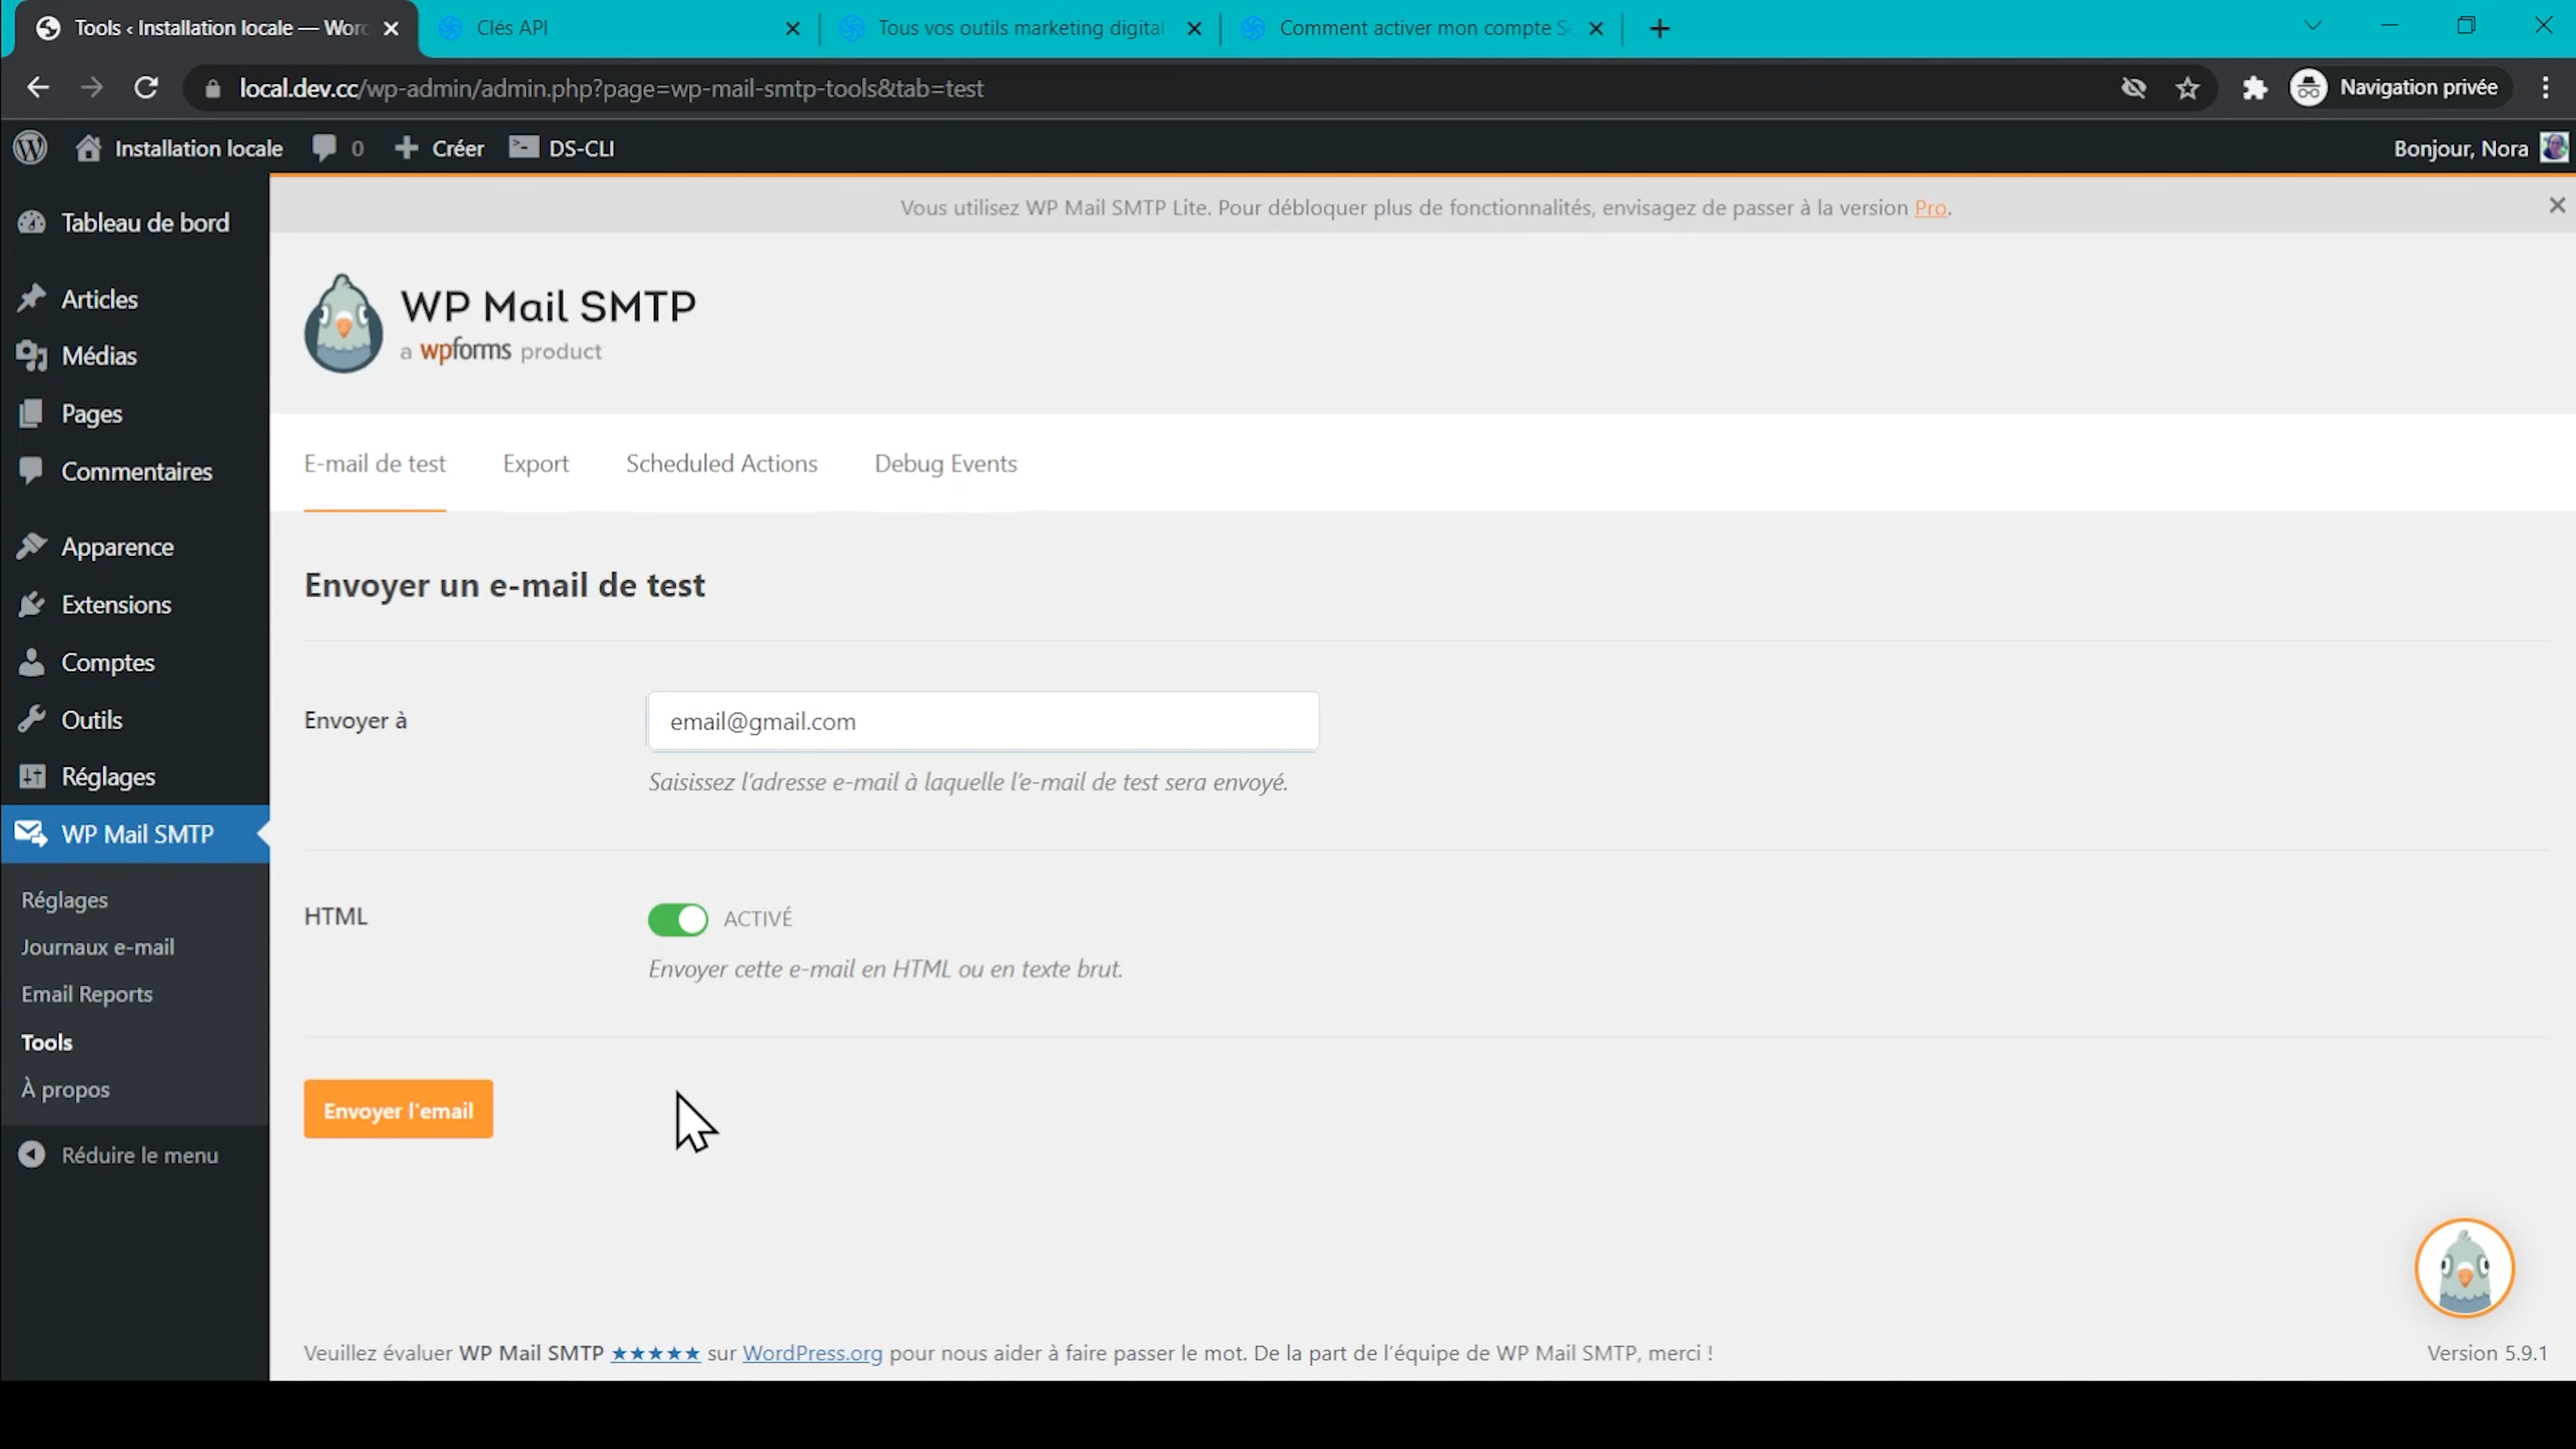 Tools ‹ Installation locale — Word
Clés API
Tous vos outils marketing digital
Comment activer mon compte Se
local.dev.cc/wp-admin/admin.php?page=wp-mail-smtp-tools&tab=test
Navigation privée
Installation locale
0
Créer
DS-CLI
Bonjour, Nora
Tableau de bord
Articles
Médias
Pages
Commentaires
Apparence
Extensions
Comptes
Outils
Réglages
WP Mail SMTP
Réglages
Journaux e-mail
Email Reports
Tools
À propos
Réduire le menu
Vous utilisez WP Mail SMTP Lite. Pour débloquer plus de fonctionnalités, envisagez de passer à la version Pro.
WP Mail SMTP
a wpforms product
E-mail de test
Export
Scheduled Actions
Debug Events
Envoyer un e-mail de test
Envoyer à
email@gmail.com
Saisissez l'adresse e-mail à laquelle l'e-mail de test sera envoyé.
HTML
ACTIVÉ
Envoyer cette e-mail en HTML ou en texte brut.
Envoyer l'email
Veuillez évaluer WP Mail SMTP ★★★★★ sur WordPress.org pour nous aider à faire passer le mot. De la part de l'équipe de WP Mail SMTP, merci !
Version 5.9.1